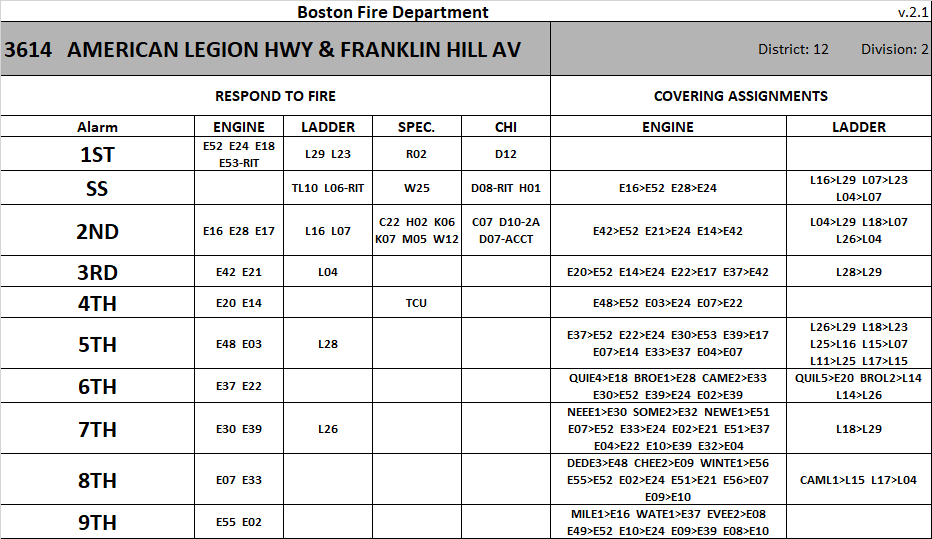 Boston Fire Department v.2.1
3614 AMERICAN LEGION HWY & FRANKLIN HILL AV District: 12 Division: 2
RESPOND TO FIRE COVERING ASSIGNMENTS
Alarm ENGINE LADDER SPEC. CHI ENGINE LADDER
1ST E52 E24 E18 L29 L23 R02 D12
E53-RIT
SS TL10 L06-RIT W25 D08-RIT H01 E16>E52 E28>E24 L16>L29 L07>L23
L04>L07
2ND E16 E28 E17 L16 L07 C22 H02 K06 C07 D10-2A E42>E52 E21>E24 E14>E42 L04>L29 L18>L07
K07 M05 W12 D07-ACCT L26>L04
3RD E42 E21 L04 E20>E52 E14>E24 E22>E17 E37>E42 L28>L29
4TH E20 E14 TCU E48>E52 E03>E24 E07>E22
5TH E48 E03 L28 E37>E52 E22>E24 E30>E53 E39>E17 L26>L29 L18>L23
E07>E14 E33>E37 E04>E07 L25>L16 L15>L07
L11>L25 L17>L15
6TH E37 E22 QUIE4>E18 BROE1>E28 CAME2>E33 QUIL5>E20 BROL2>L14
E30>E52 E39>E24 E02>E39 L14>L26
7TH E30 E39 L26 NEEE1>E30 SOME2>E32 NEWE1>E51 L18>L29
E07>E52 E33>E24 E02>E21 E51>E37
E04>E22 E10>E39 E32>E04
8TH E07 E33 DEDE3>E48 CHEE2>E09 WINTE1>E56 CAML1>L15 L17>L04
E55>E52 E02>E24 E51>E21 E56>E07
E09>E10
9TH E55 E02 MILE1>E16 WATE1>E37 EVEE2>E08
E49>E52 E10>E24 E09>E39 E08>E10